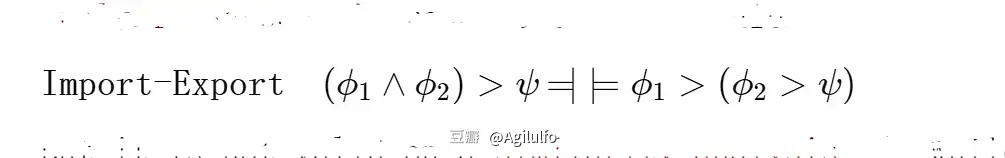 Import-Export (ϕ₁ ∧ ϕ₂) > ψ ⫤⊨ ϕ₁ > (ϕ₂ > ψ)
豆瓣 @Agilulfo